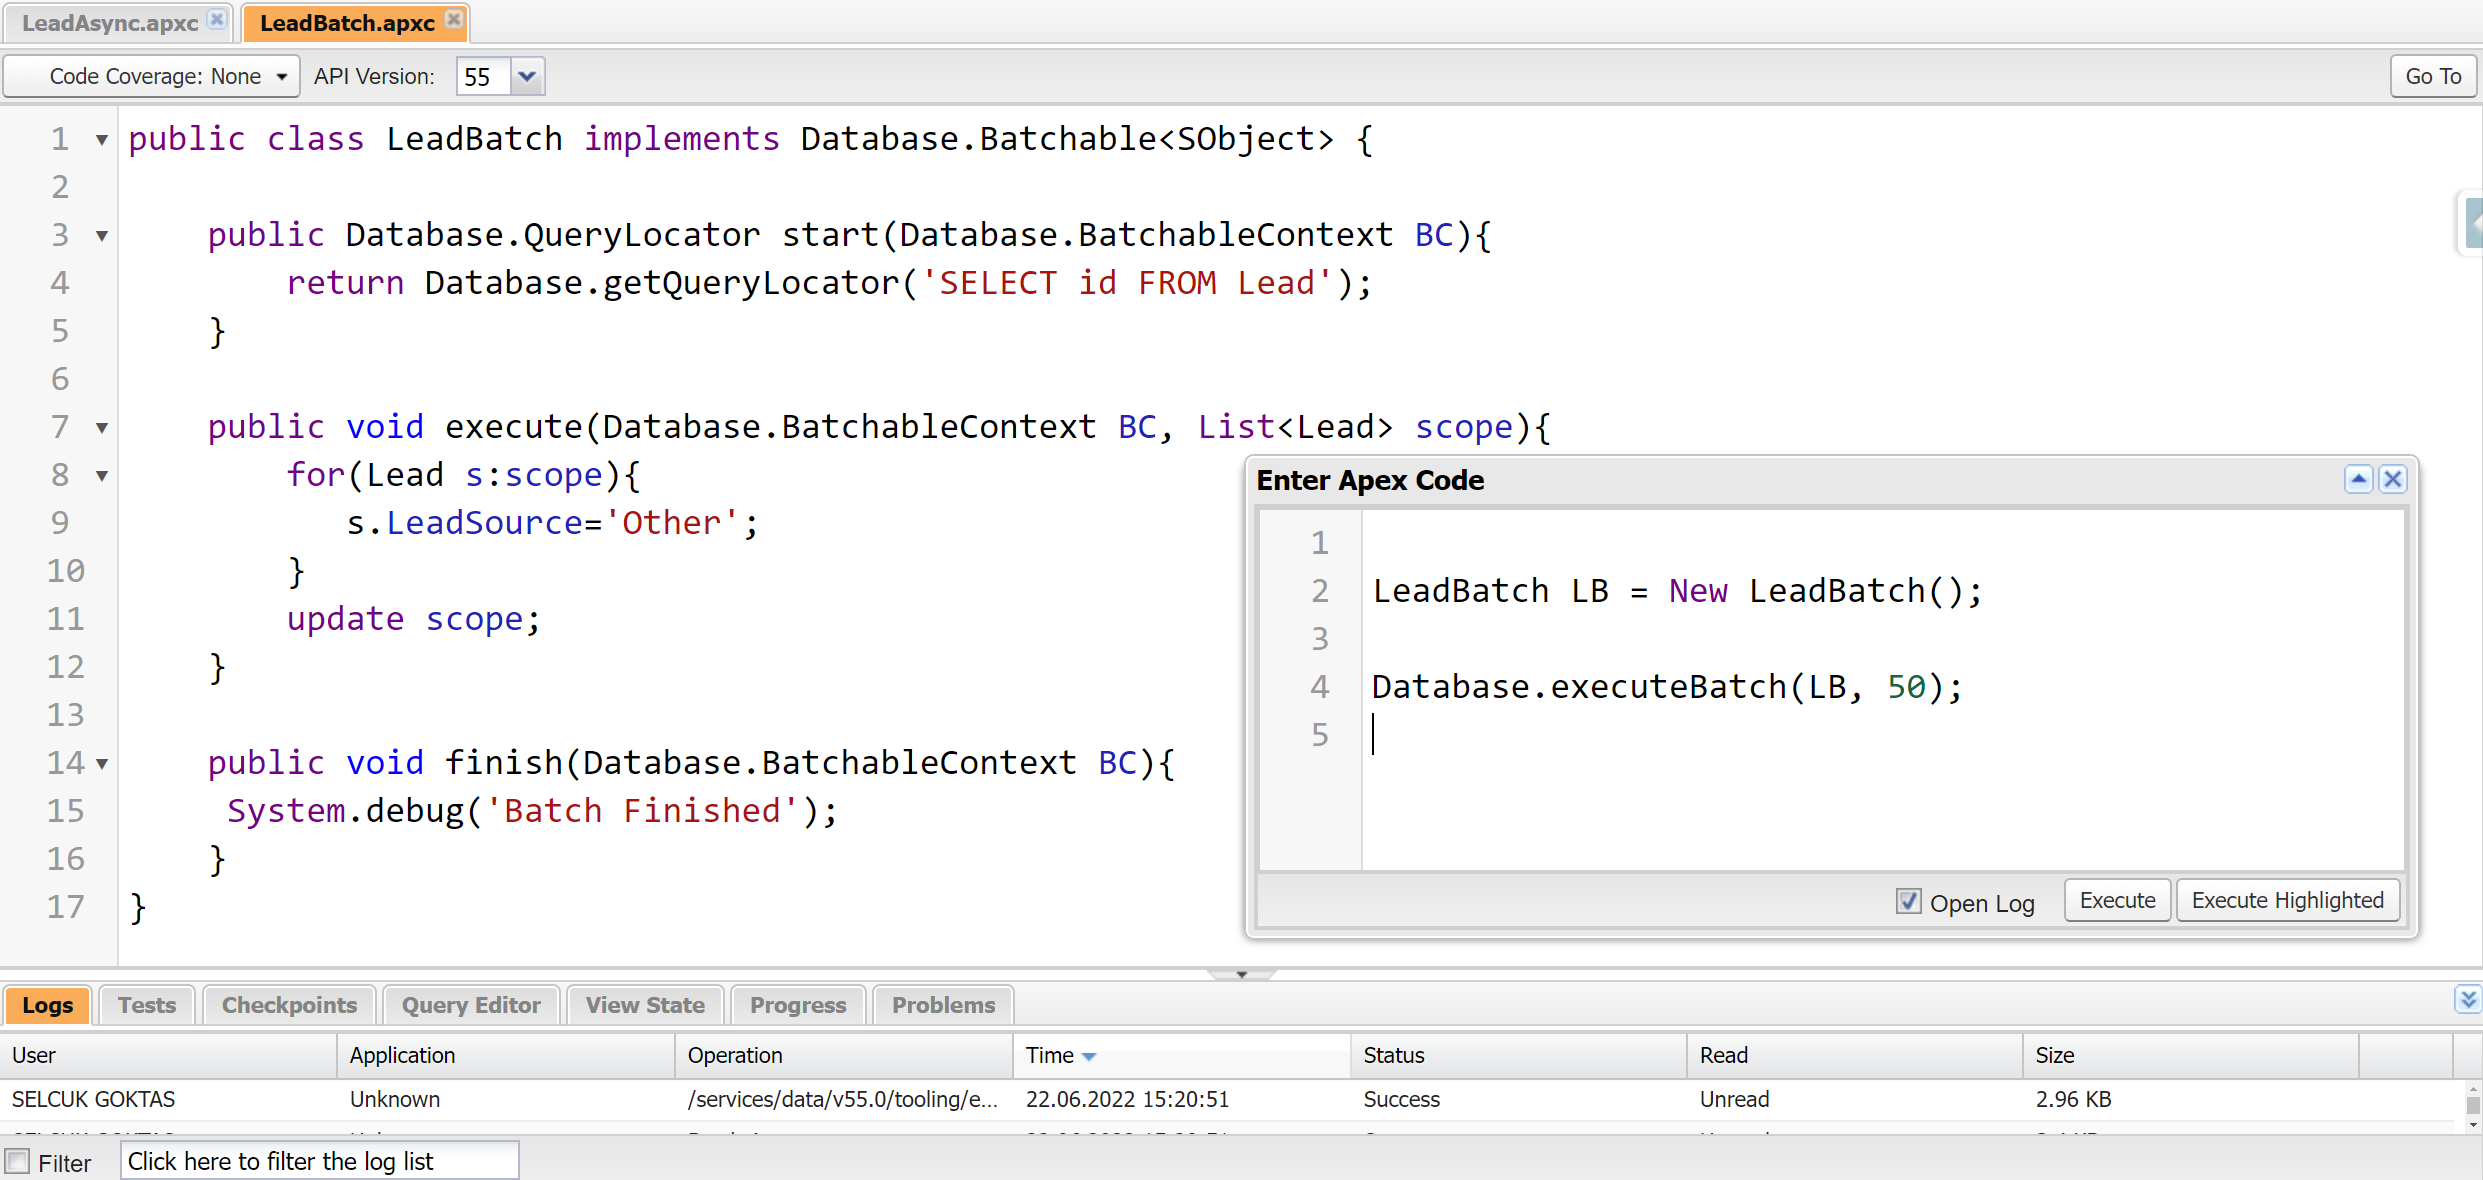 LeadAsync.apxc LeadBatch.apxc
Code Coverage: None API Version: 55 Go To
1 public class LeadBatch implements Database.Batchable<SObject> {
2
3 public Database.QueryLocator start(Database.BatchableContext BC){
4 return Database.getQueryLocator('SELECT id FROM Lead');
5 }
6
7 public void execute(Database.BatchableContext BC, List<Lead> scope){
8 for(Lead s:scope){
9 s.LeadSource='Other';
10 }
11 update scope;
12 }
13
14 public void finish(Database.BatchableContext BC){
15 System.debug('Batch Finished');
16 }
17 }
Enter Apex Code
1
2 LeadBatch LB = New LeadBatch();
3
4 Database.executeBatch(LB, 50);
5
Open Log Execute Execute Highlighted
Logs Tests Checkpoints Query Editor View State Progress Problems
User Application Operation Time Status Read Size
SELCUK GOKTAS Unknown /services/data/v55.0/tooling/e... 22.06.2022 15:20:51 Success Unread 2.96 KB
Filter Click here to filter the log list